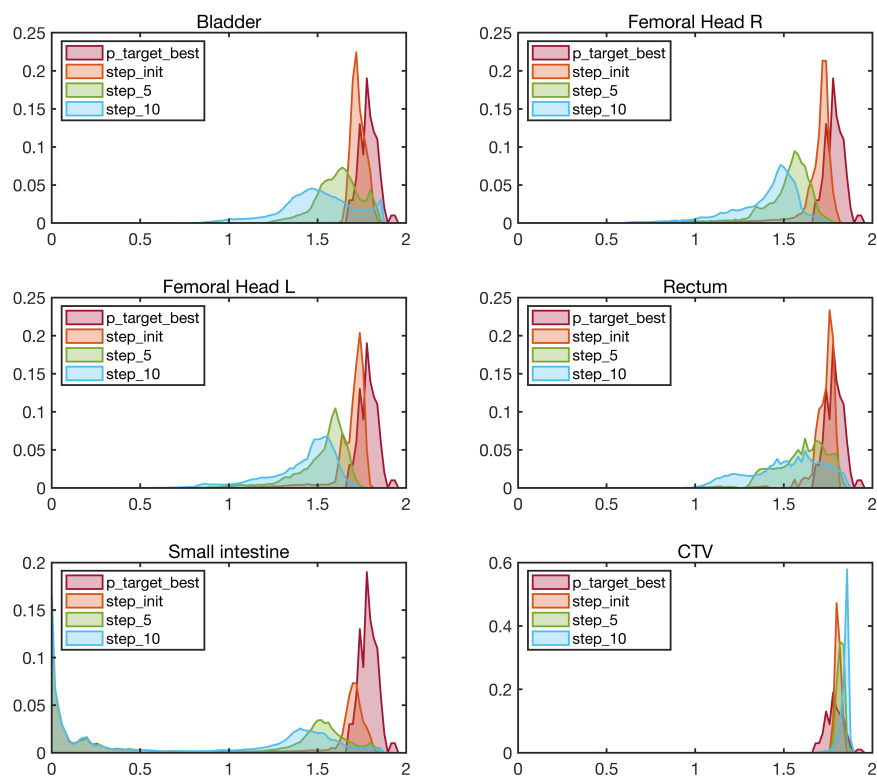 Bladder
0.25
0.2
0.15
0.1
0.05
0
p_target_best
step_init
step_5
step_10
0 0.5 1 1.5 2
Femoral Head R
0.25
0.2
0.15
0.1
0.05
0
p_target_best
step_init
step_5
step_10
0 0.5 1 1.5 2
Femoral Head L
0.25
0.2
0.15
0.1
0.05
0
p_target_best
step_init
step_5
step_10
0 0.5 1 1.5 2
Rectum
0.25
0.2
0.15
0.1
0.05
0
p_target_best
step_init
step_5
step_10
0 0.5 1 1.5 2
Small intestine
0.2
0.15
0.1
0.05
0
p_target_best
step_init
step_5
step_10
0 0.5 1 1.5 2
CTV
0.6
0.4
0.2
0
p_target_best
step_init
step_5
step_10
0 0.5 1 1.5 2